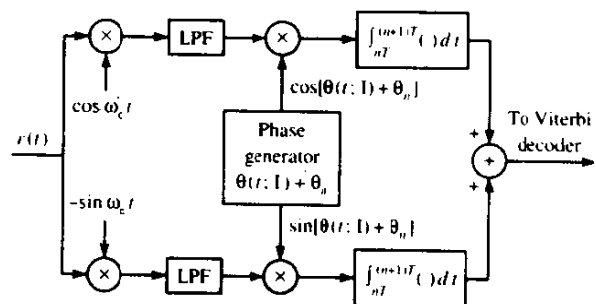 LPF
∫_{nT}^{(n+1)T} ( ) dt
cos ω_c t
cos[θ(t; I) + θ_n]
r(t)
Phase
generator
θ(t; I) + θ_n
To Viterbi
decoder
+
+
+
-sin ω_c t
sin[θ(t; I) + θ_n]
LPF
∫_{nT}^{(n+1)T} ( ) dt